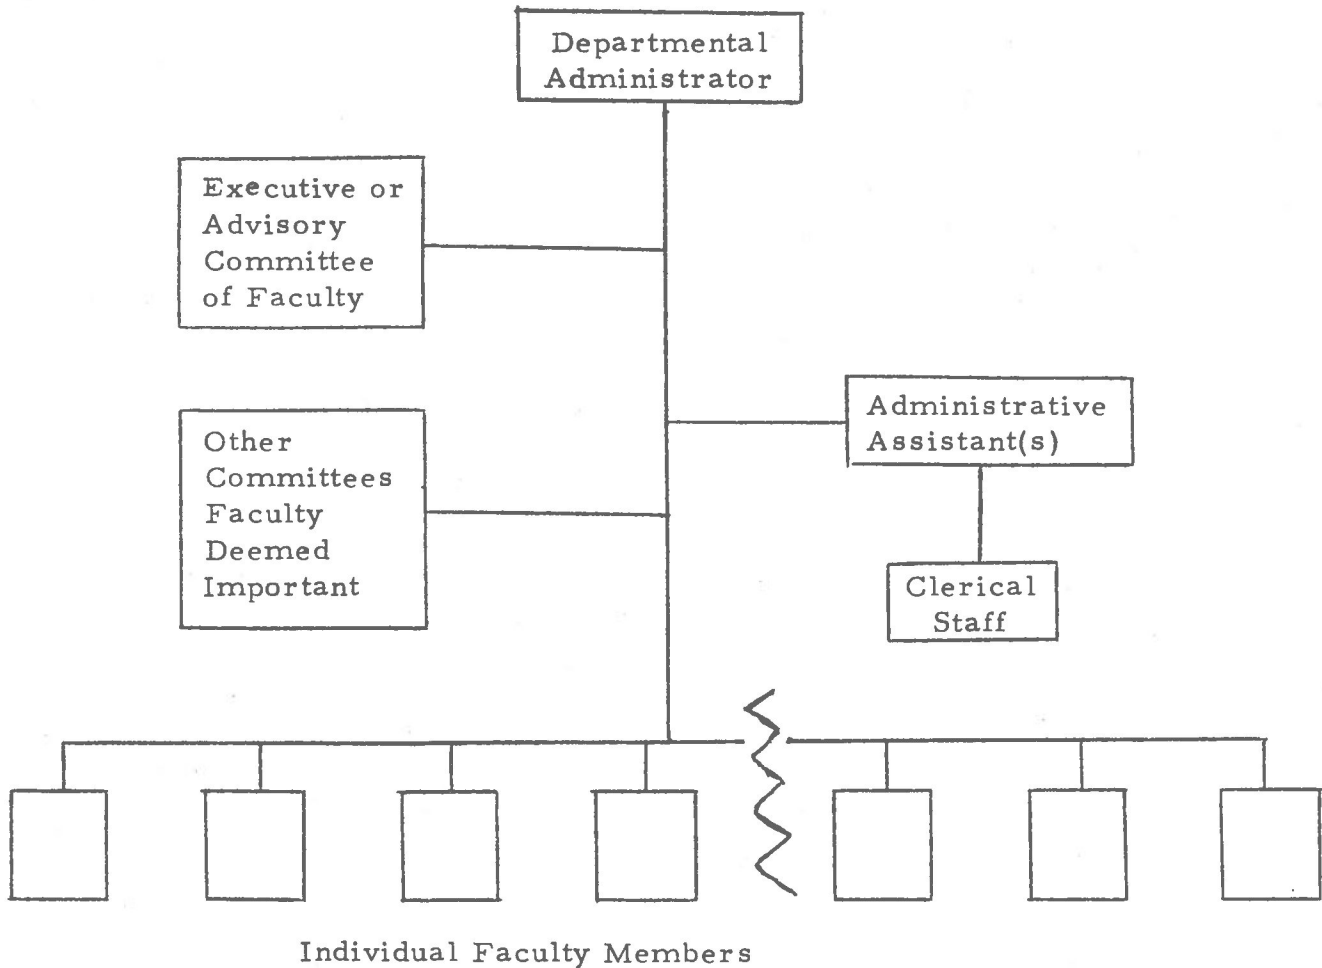 Departmental
Administrator
Executive or
Advisory
Committee
of Faculty
Administrative
Assistant(s)
Other
Committees
Faculty
Deemed
Important
Clerical
Staff
Individual Faculty Members